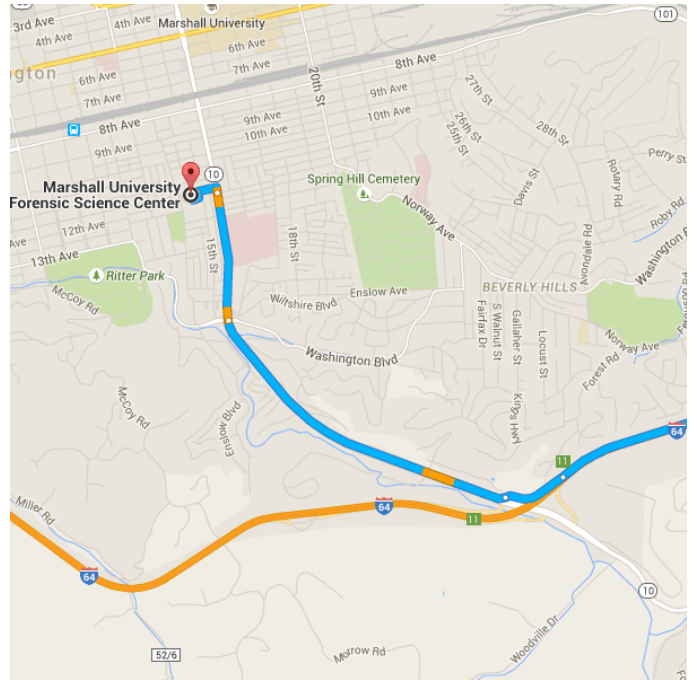 3rd Ave
4th Ave
4th Ave
Marshall University
6th Ave
5th Ave
101
ngton
6th Ave
7th Ave
20th St
8th Ave
7th Ave
27th St
8th Ave
9th Ave
9th Ave
10th Ave
10th Ave
26th St
25th St
28th St
9th Ave
10
Perry St
Marshall University
Forensic Science Center
Spring Hill Cemetery
Davis St
Rotary Rd
Roby Rd
12th Ave
15th St
18th St
Norway Ave
Avondale Rd
Washington
13th Ave
Ritter Park
McCoy Rd
Enslow Ave
BEVERLY HILLS
Wiltshire Blvd
Fairfax Dr
S Walnut St
Gallaher St
Locust St
Norway Ave
Forest Rd
Washington Blvd
McCoy Rd
Enslow Blvd
Kings Hwy
64
11
Miller Rd
64
11
64
10
Woodville Dr
52/6
Morrow Rd